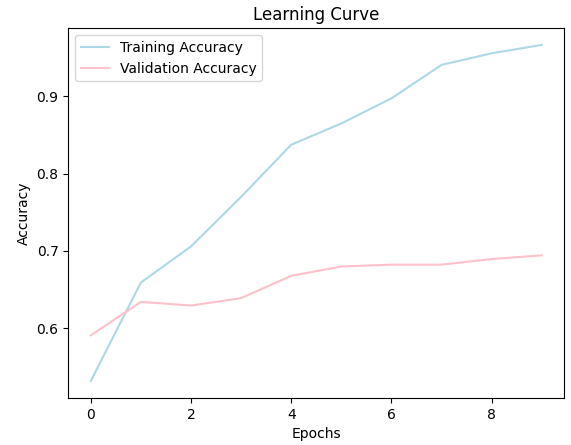 Learning Curve
Training Accuracy
Validation Accuracy
0.9
0.8
0.7
0.6
Accuracy
0 2 4 6 8
Epochs